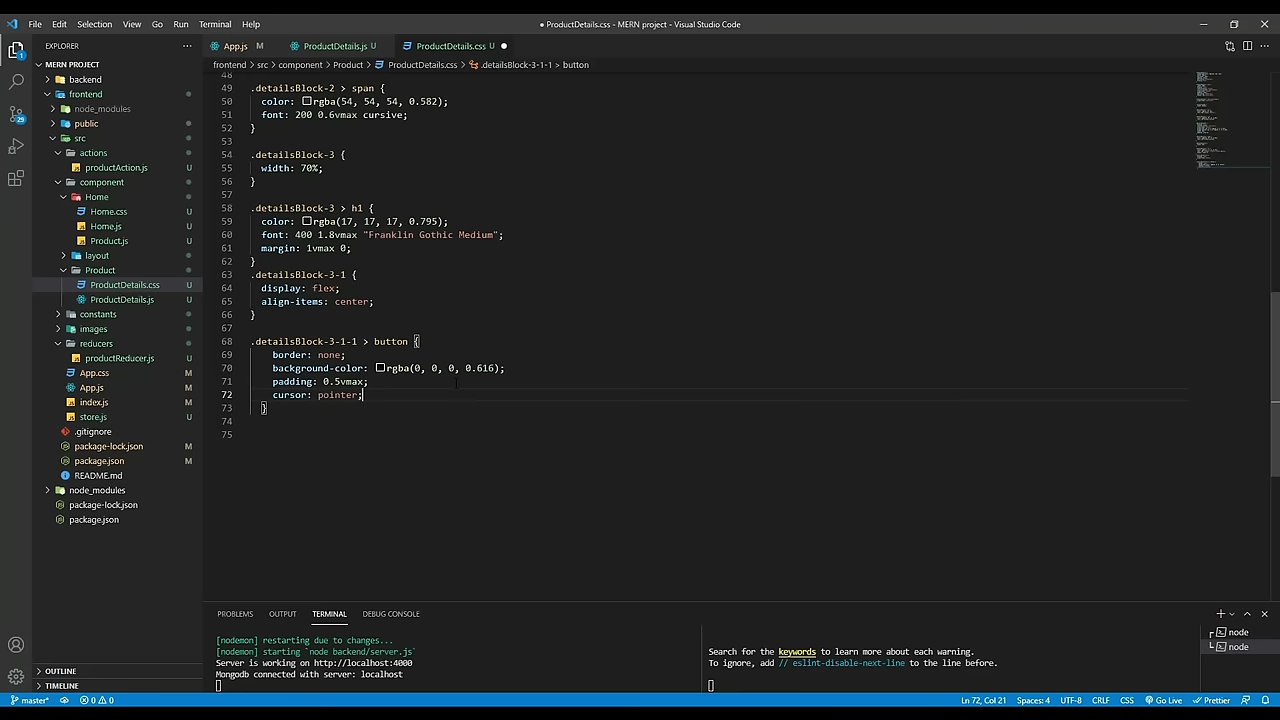 File Edit Selection View Go Run Terminal Help
● ProductDetails.css - MERN project - Visual Studio Code
EXPLORER
MERN PROJECT
backend
frontend
node_modules
public
src
actions
productAction.js U
component
Home
Home.css U
Home.js U
Product.js U
layout
Product
ProductDetails.css U
ProductDetails.js U
constants
images
reducers
productReducer.js U
App.css M
App.js M
index.js M
store.js U
.gitignore
package-lock.json M
package.json M
README.md
node_modules
package-lock.json
package.json
OUTLINE
TIMELINE
App.js M
ProductDetails.js U
ProductDetails.css U
frontend > src > component > Product > ProductDetails.css > .detailsBlock-3-1-1 > button
48
49 .detailsBlock-2 > span {
50 color: rgba(54, 54, 54, 0.582);
51 font: 200 0.6vmax cursive;
52 }
53
54 .detailsBlock-3 {
55 width: 70%;
56 }
57
58 .detailsBlock-3 > h1 {
59 color: rgba(17, 17, 17, 0.795);
60 font: 400 1.8vmax "Franklin Gothic Medium";
61 margin: 1vmax 0;
62 }
63 .detailsBlock-3-1 {
64 display: flex;
65 align-items: center;
66 }
67
68 .detailsBlock-3-1-1 > button {
69 border: none;
70 background-color: rgba(0, 0, 0, 0.616);
71 padding: 0.5vmax;
72 cursor: pointer;
73 }
74
75
PROBLEMS OUTPUT TERMINAL DEBUG CONSOLE
[nodemon] restarting due to changes...
[nodemon] starting `node backend/server.js`
Server is working on http://localhost:4000
Mongodb connected with server: localhost
Search for the keywords to learn more about each warning.
To ignore, add // eslint-disable-next-line to the line before.
node
node
1
29
master* 0 0
Ln 72, Col 21 Spaces: 4 UTF-8 CRLF CSS Go Live Prettier